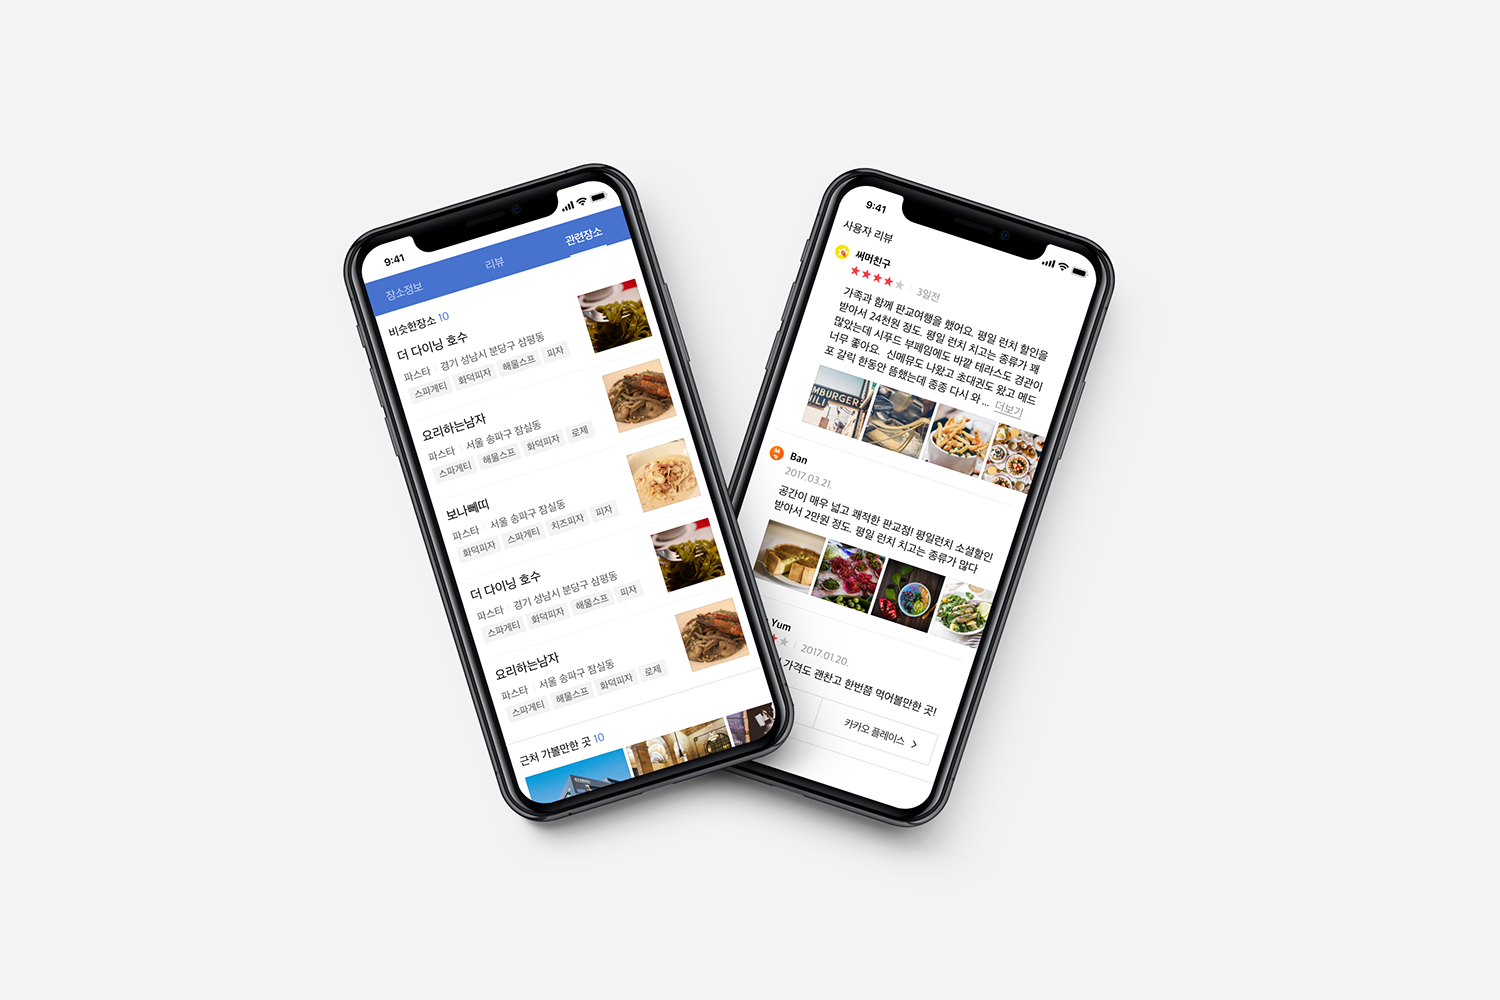 9:41
장소정보
리뷰
관련장소
비슷한장소 10
더 다이닝 호수
파스타 경기 성남시 분당구 삼평동
스파게티 화덕피자 해물스프 피자
요리하는남자
파스타 서울 송파구 잠실동
스파게티 해물스프 화덕피자 로제
보나베띠
파스타 서울 송파구 잠실동
화덕피자 스파게티 치즈피자 피자
더 다이닝 호수
파스타 경기 성남시 분당구 삼평동
스파게티 화덕피자 해물스프 피자
요리하는남자
파스타 서울 송파구 잠실동
스파게티 해물스프 화덕피자 로제
근처 가볼만한 곳 10
9:41
사용자 리뷰
써머친구
3일전
가족과 함께 판교여행을 했어요. 평일 런치 할인을
받아서 24천원 정도. 평일 런치 치고는 종류가 꽤
많았는데 시푸드 부페임에도 바깥 테라스도 경관이
너무 좋아요. 신메뉴도 나왔고 초대권도 왔고 메드
포 갈릭 한동안 뜸했는데 종종 다시 와... 더보기
MBURGER
HILI
Ban
2017.03.21.
공간이 매우 넓고 쾌적한 판교점! 평일런치 소셜할인
받아서 2만원 정도. 평일 런치 치고는 종류가 많다
Yum
2017.01.20.
가격도 괜찬고 한번쯤 먹어볼만한 곳!
카카오 플레이스